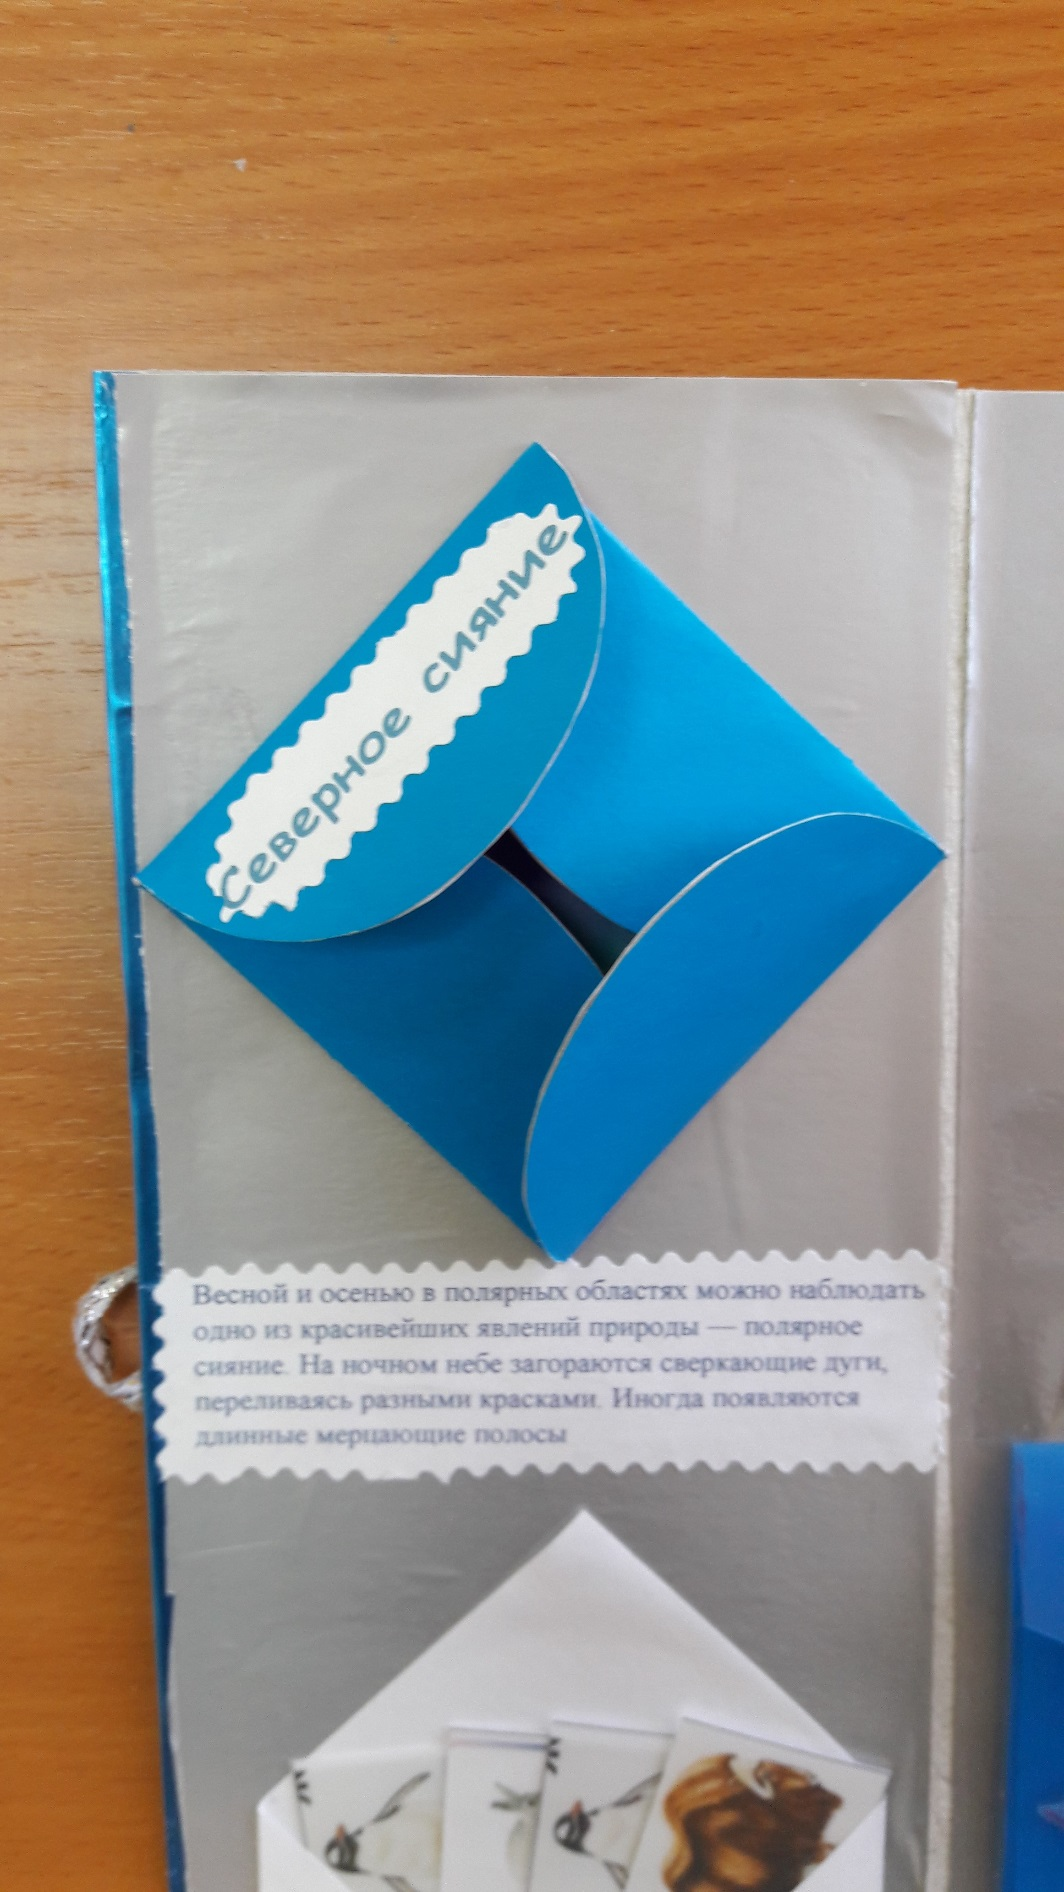 Северное сияние
Весной и осенью в полярных областях можно наблюдать
одно из красивейших явлений природы — полярное
сияние. На ночном небе загораются сверкающие дуги,
переливаясь разными красками. Иногда появляются
длинные мерцающие полосы